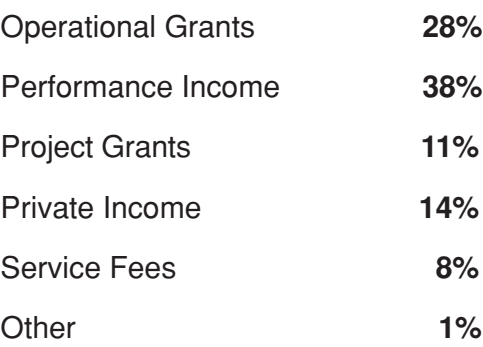 Operational Grants 28%
Performance Income 38%
Project Grants 11%
Private Income 14%
Service Fees 8%
Other 1%